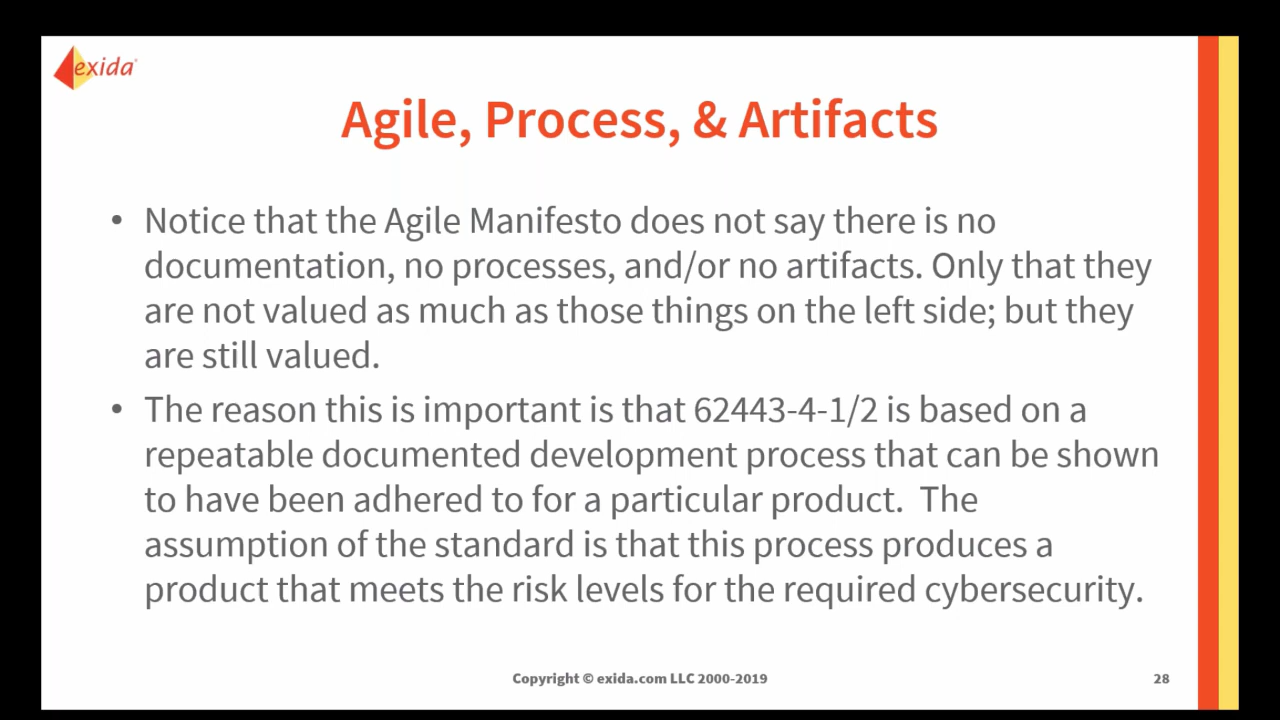 exida
Agile, Process, & Artifacts
• Notice that the Agile Manifesto does not say there is no
documentation, no processes, and/or no artifacts. Only that they
are not valued as much as those things on the left side; but they
are still valued.
• The reason this is important is that 62443-4-1/2 is based on a
repeatable documented development process that can be shown
to have been adhered to for a particular product.  The
assumption of the standard is that this process produces a
product that meets the risk levels for the required cybersecurity.
Copyright © exida.com LLC 2000-2019
28